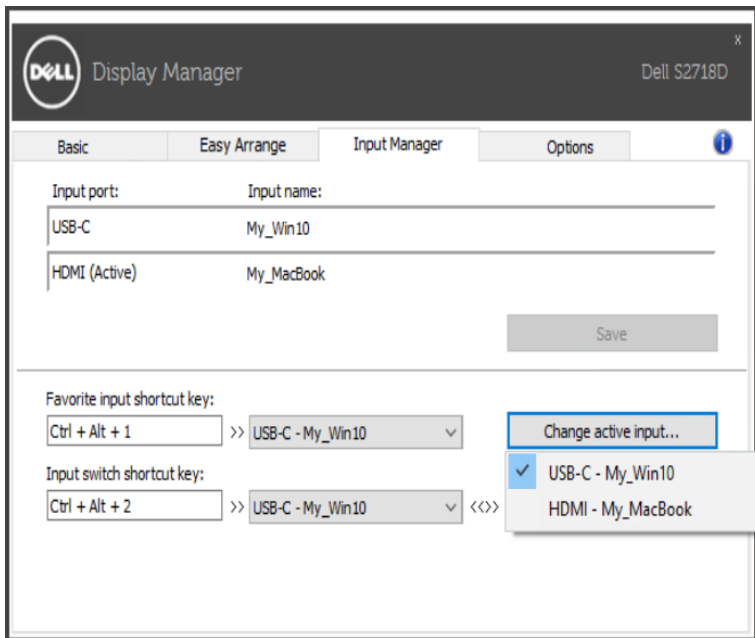 DELL Display Manager Dell S2718D x
Basic Easy Arrange Input Manager Options i
Input port: Input name:
USB-C My_Win10
HDMI (Active) My_MacBook
Save
Favorite input shortcut key:
Ctrl + Alt + 1 >> USB-C - My_Win10 Change active input...
USB-C - My_Win10
Input switch shortcut key:
Ctrl + Alt + 2 >> USB-C - My_Win10 <<>>
HDMI - My_MacBook